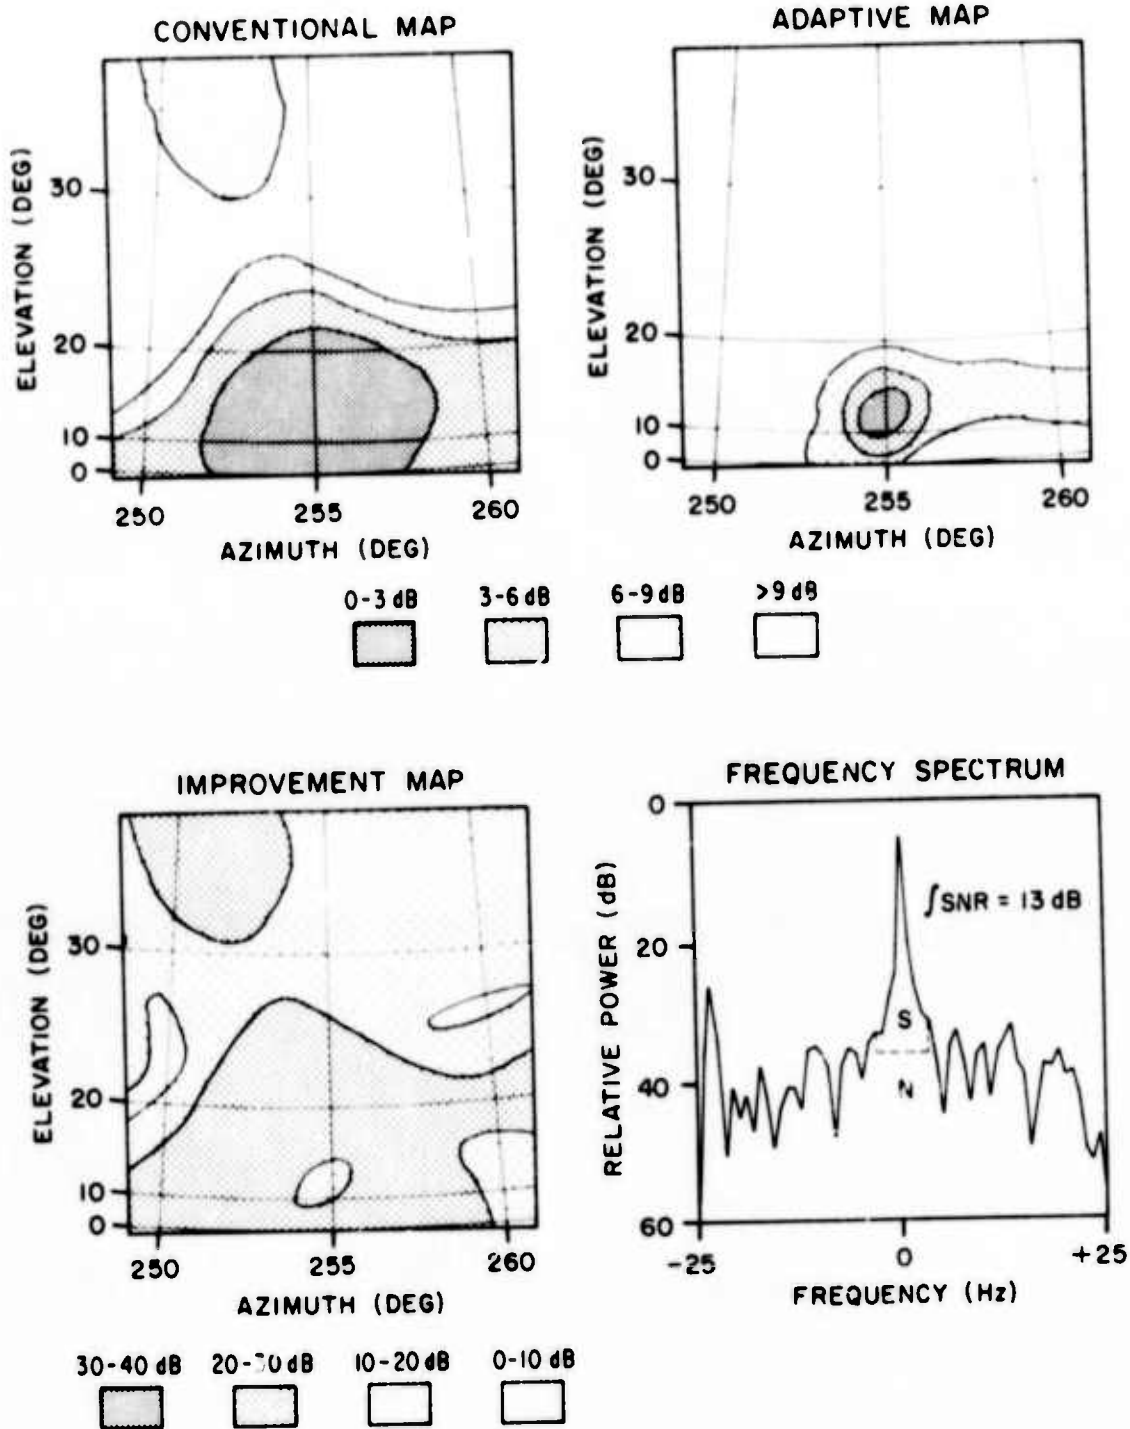 CONVENTIONAL MAP
ELEVATION (DEG)
30
20
10
0
250 255 260
AZIMUTH (DEG)
ADAPTIVE MAP
ELEVATION (DEG)
30
20
10
0
250 255 260
AZIMUTH (DEG)
0-3 dB 3-6 dB 6-9 dB >9 dB
IMPROVEMENT MAP
ELEVATION (DEG)
30
20
10
0
250 255 260
AZIMUTH (DEG)
30-40 dB 10-20 dB 0-10 dB
FREQUENCY SPECTRUM
RELATIVE POWER (dB)
0
20
40
60
∫SNR = 13 dB
S
N
-25 0 +25
FREQUENCY (Hz)